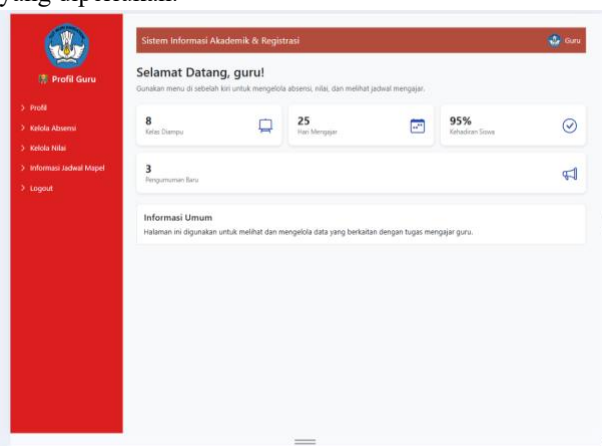 yang diperlukan.
Profil Guru
> Profil
> Kelola Absensi
> Kelola Nilai
> Informasi Jadwal Mapel
> Logout
Sistem Informasi Akademik & Registrasi
Guru
Selamat Datang, guru!
Gunakan menu di sebelah kiri untuk mengelola absensi, nilai, dan melihat jadwal mengajar.
8
Kelas Diampu
25
Hari Mengajar
95%
Kehadiran Siswa
3
Pengumuman Baru
Informasi Umum
Halaman ini digunakan untuk melihat dan mengelola data yang berkaitan dengan tugas mengajar guru.